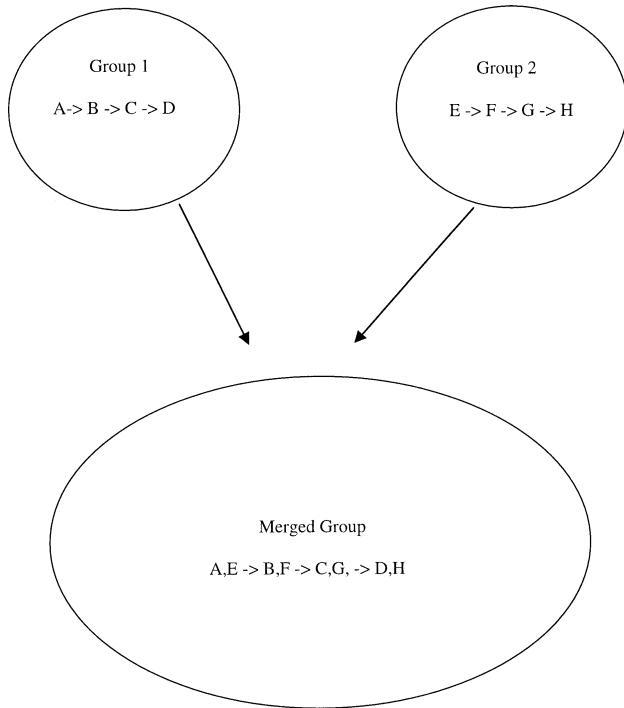 Group 1
A-> B -> C -> D
Group 2
E -> F -> G -> H
Merged Group
A,E -> B,F -> C,G, -> D,H